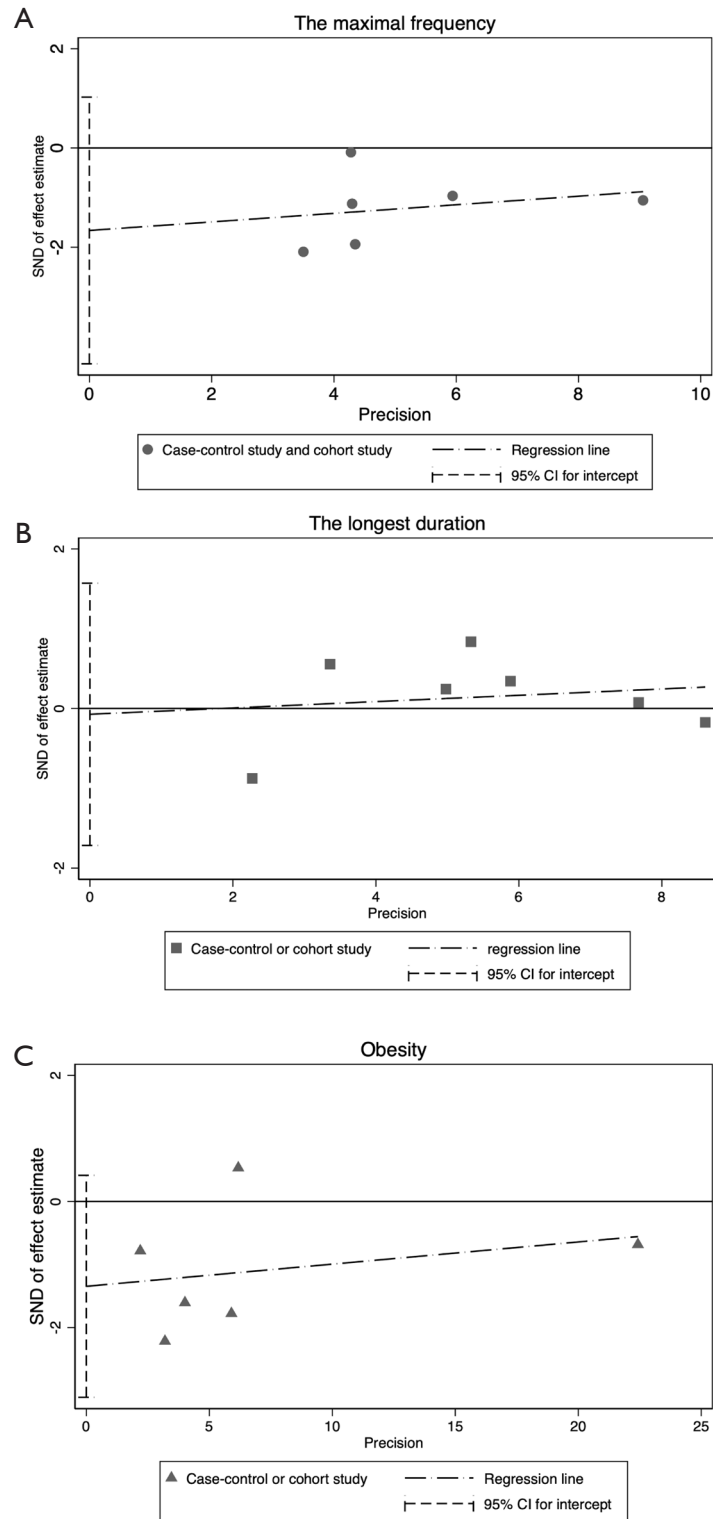 A
The maximal frequency
SND of effect estimate
2
0
-2
0 2 4 6 8 10
Precision
Case-control study and cohort study
Regression line
95% CI for intercept
B
The longest duration
SND of effect estimate
2
0
-2
0 2 4 6 8
Precision
Case-control or cohort study
regression line
95% CI for intercept
C
Obesity
SND of effect estimate
2
0
-2
0 5 10 15 20 25
Precision
Case-control or cohort study
Regression line
95% CI for intercept